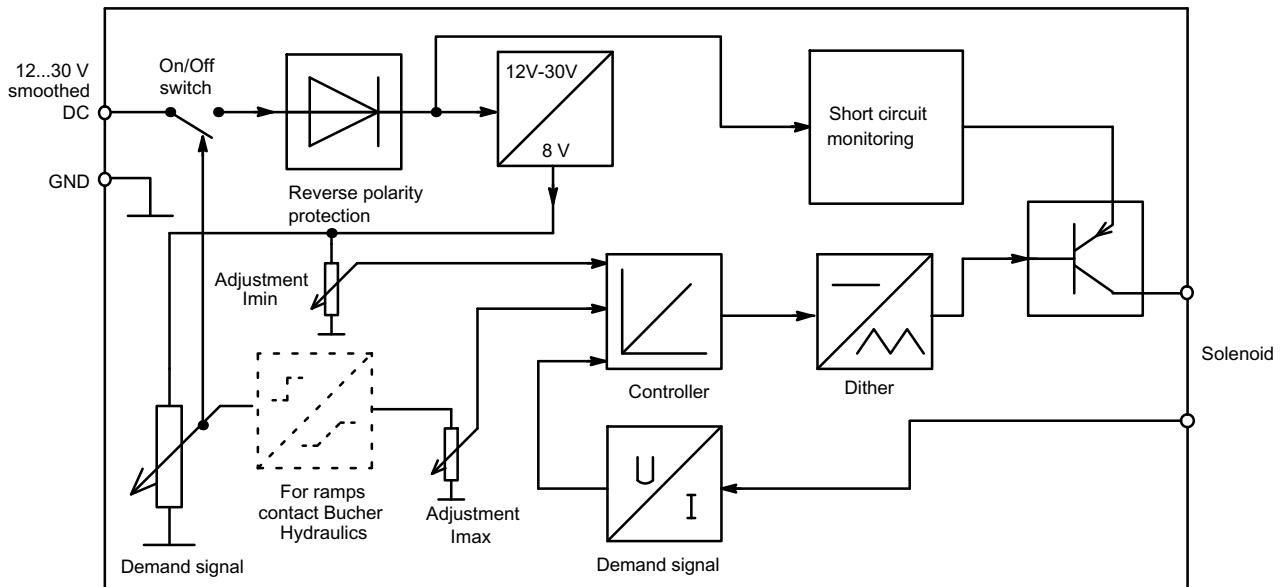 12...30 V
smoothed
DC
On/Off
switch
GND
Reverse polarity
protection
12V-30V
8 V
Short circuit
monitoring
Adjustment
Imin
Controller
Dither
Solenoid
For ramps
contact Bucher
Hydraulics
Adjustment
Imax
U
I
Demand signal
Demand signal